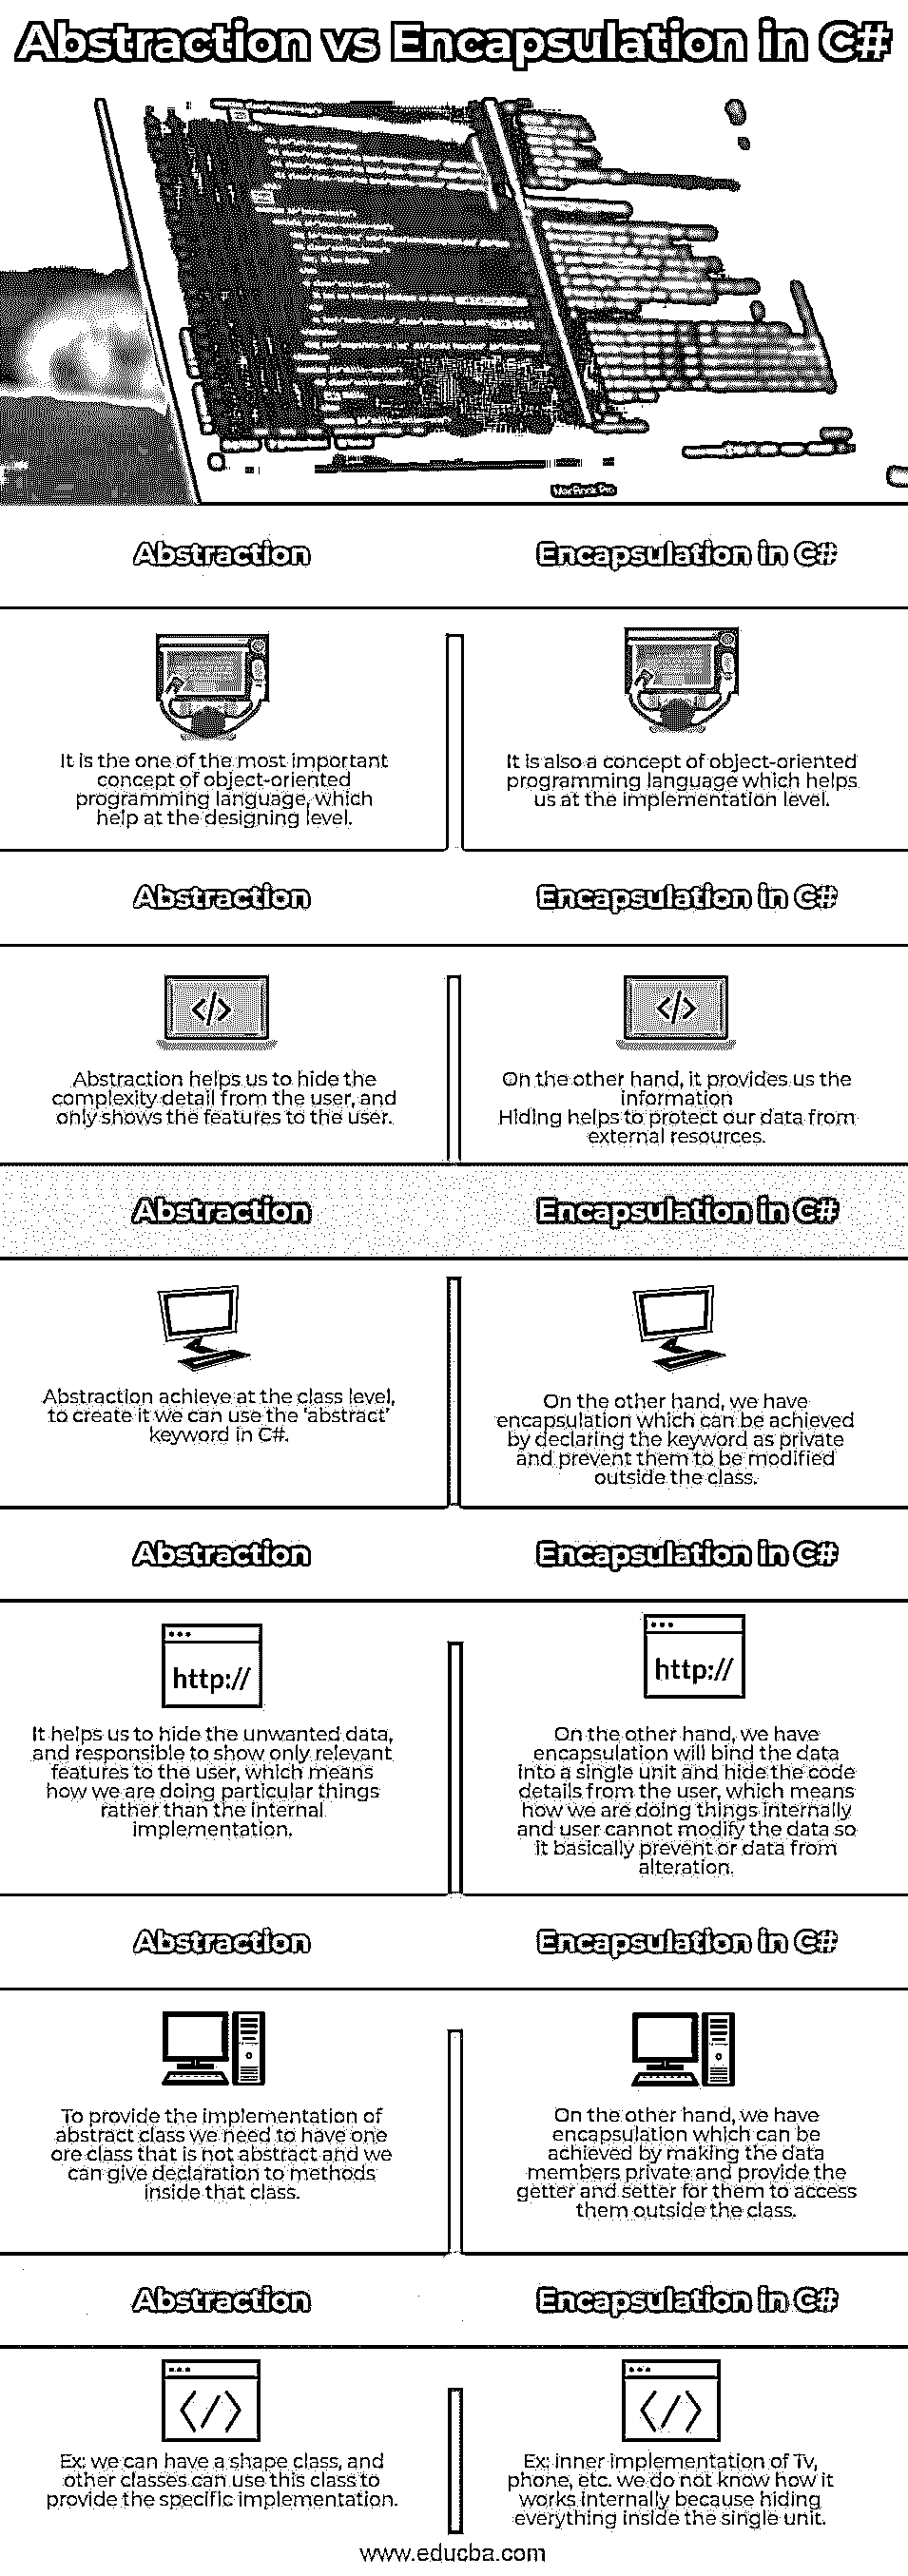 Abstraction vs Encapsulation in C#
MacBook Pro
Abstraction
Encapsulation in C#
It is the one of the most important
concept of object-oriented
programming language, which
help at the designing level.
It is also a concept of object-oriented
programming language which helps
us at the implementation level.
Abstraction
Encapsulation in C#
</>
</>
Abstraction helps us to hide the
complexity detail from the user, and
only shows the features to the user.
On the other hand, it provides us the
information
Hiding helps to protect our data from
external resources.
Abstraction
Encapsulation in C#
Abstraction achieve at the class level,
to create it we can use the 'abstract'
keyword in C#.
On the other hand, we have
encapsulation which can be achieved
by declaring the keyword as private
and prevent them to be modified
outside the class.
Abstraction
Encapsulation in C#
http://
http://
It helps us to hide the unwanted data,
and responsible to show only relevant
features to the user, which means
how we are doing particular things
rather than the internal
implementation.
On the other hand, we have
encapsulation will bind the data
into a single unit and hide the code
details from the user, which means
how we are doing things internally
and user cannot modify the data so
it basically prevent or data from
alteration.
Abstraction
Encapsulation in C#
To provide the implementation of
abstract class we need to have one
ore class that is not abstract and we
can give declaration to methods
inside that class.
On the other hand, we have
encapsulation which can be
achieved by making the data
members private and provide the
getter and setter for them to access
them outside the class.
Abstraction
Encapsulation in C#
</>
</>
Ex: we can have a shape class, and
other classes can use this class to
provide the specific implementation.
Ex: inner implementation of Tv,
phone, etc. we do not know how it
works internally because hiding
everything inside the single unit.
www.educba.com